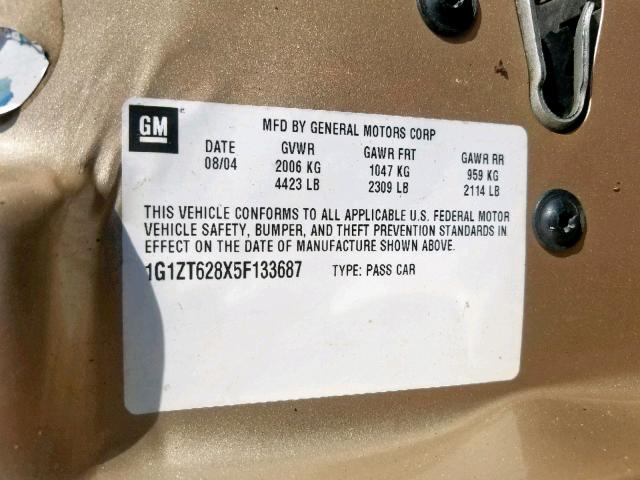 GM
MFD BY GENERAL MOTORS CORP
DATE GVWR GAWR FRT GAWR RR
08/04 2006 KG 1047 KG 959 KG
4423 LB 2309 LB 2114 LB
THIS VEHICLE CONFORMS TO ALL APPLICABLE U.S. FEDERAL MOTOR
VEHICLE SAFETY, BUMPER, AND THEFT PREVENTION STANDARDS IN
EFFECT ON THE DATE OF MANUFACTURE SHOWN ABOVE.
1G1ZT628X5F133687 TYPE: PASS CAR